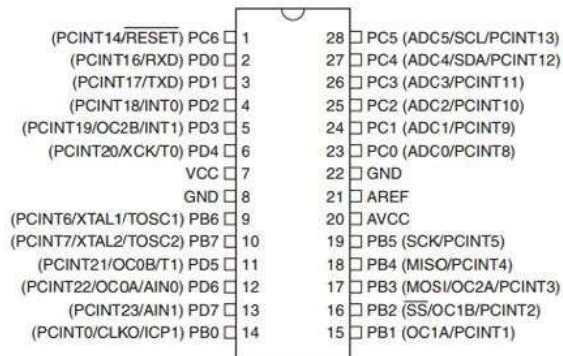 (PCINT14/RESET) PC6 1
(PCINT16/RXD) PD0 2
(PCINT17/TXD) PD1 3
(PCINT18/INT0) PD2 4
(PCINT19/OC2B/INT1) PD3 5
(PCINT20/XCK/T0) PD4 6
VCC 7
GND 8
(PCINT6/XTAL1/TOSC1) PB6 9
(PCINT7/XTAL2/TOSC2) PB7 10
(PCINT21/OC0B/T1) PD5 11
(PCINT22/OC0A/AIN0) PD6 12
(PCINT23/AIN1) PD7 13
(PCINT0/CLKO/ICP1) PB0 14
28 PC5 (ADC5/SCL/PCINT13)
27 PC4 (ADC4/SDA/PCINT12)
26 PC3 (ADC3/PCINT11)
25 PC2 (ADC2/PCINT10)
24 PC1 (ADC1/PCINT9)
23 PC0 (ADC0/PCINT8)
22 GND
21 AREF
20 AVCC
19 PB5 (SCK/PCINT5)
18 PB4 (MISO/PCINT4)
17 PB3 (MOSI/OC2A/PCINT3)
16 PB2 (SS/OC1B/PCINT2)
15 PB1 (OC1A/PCINT1)